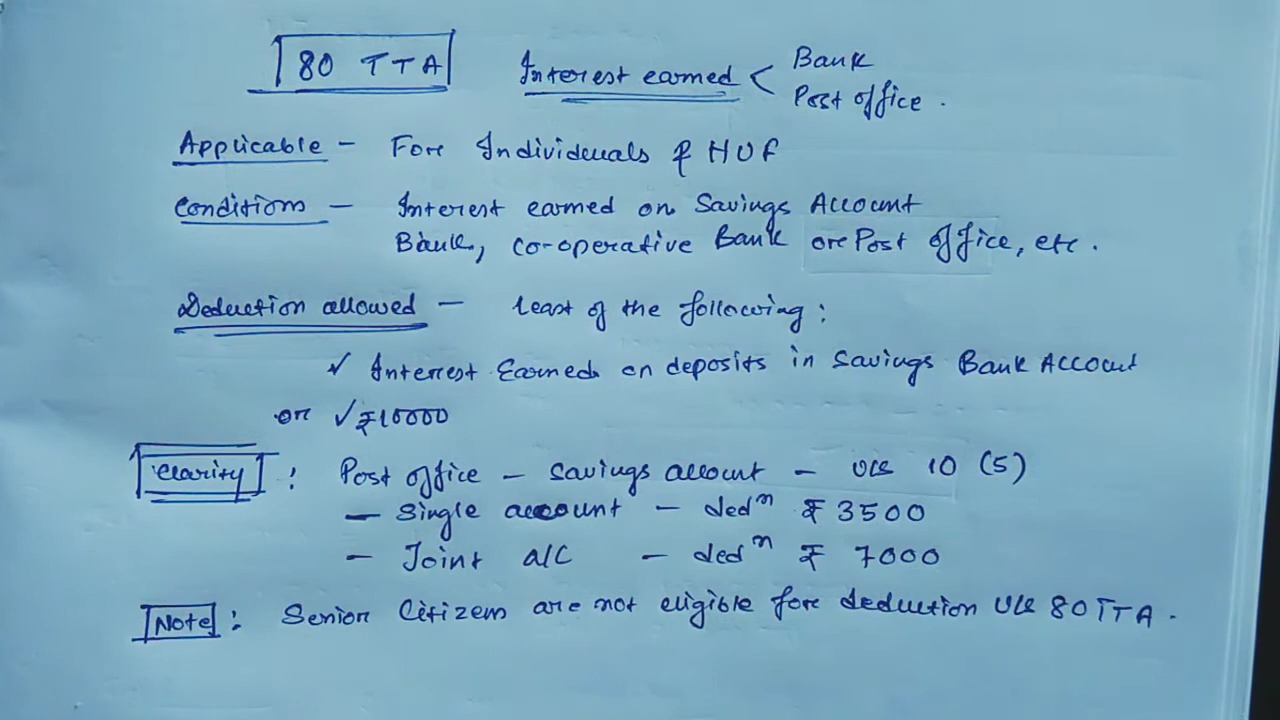 80 TTA Interest earned < Bank
Post office .
Applicable - For Individuals & HUF
Conditions - Interest earned on Savings Account
Bank, co-operative Bank or Post office, etc .
Deduction allowed - least of the following :
✓ Interest Earned on deposits in Savings Bank Account
or ✓ ₹10000
Clarity : Post office - savings account - U/s 10 (5)
- Single account - dedⁿ ₹ 3500
- Joint a/c - dedⁿ ₹ 7000
Note : Senior Citizens are not eligible for deduction U/s 80 TTA .